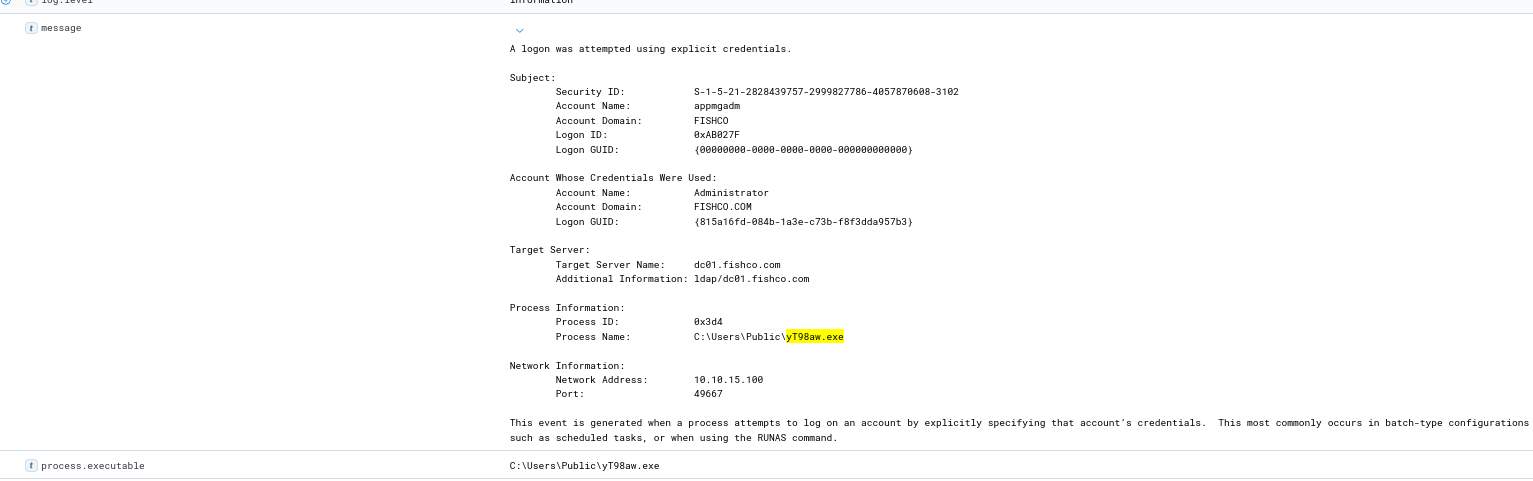 log.level information
message
A logon was attempted using explicit credentials.
Subject:
Security ID: S-1-5-21-2828439757-2999827786-4057870608-3102
Account Name: appmgadm
Account Domain: FISHCO
Logon ID: 0xAB027F
Logon GUID: {00000000-0000-0000-0000-000000000000}
Account Whose Credentials Were Used:
Account Name: Administrator
Account Domain: FISHCO.COM
Logon GUID: {815a16fd-084b-1a3e-c73b-f8f3dda957b3}
Target Server:
Target Server Name: dc01.fishco.com
Additional Information: ldap/dc01.fishco.com
Process Information:
Process ID: 0x3d4
Process Name: C:\Users\Public\yT98aw.exe
Network Information:
Network Address: 10.10.15.100
Port: 49667
This event is generated when a process attempts to log on an account by explicitly specifying that account's credentials. This most commonly occurs in batch-type configurations
such as scheduled tasks, or when using the RUNAS command.
process.executable C:\Users\Public\yT98aw.exe